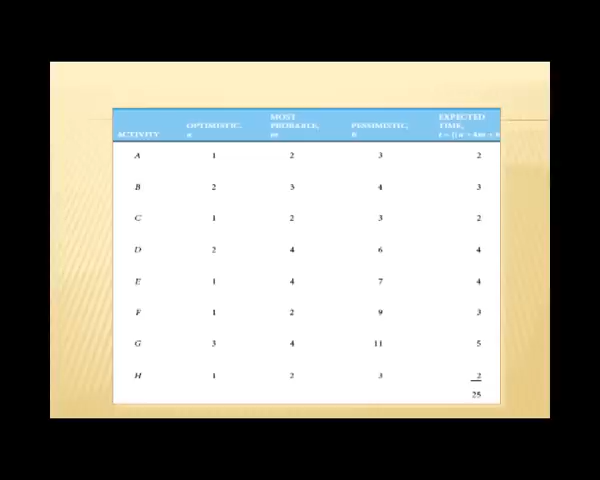 ACTIVITY OPTIMISTIC, a MOST PROBABLE, m PESSIMISTIC, b EXPECTED TIME,
A 1 2 3 2
B 2 3 4 3
C 1 2 3 2
D 2 4 6 4
E 1 4 7 4
F 1 2 9 3
G 3 4 11 5
H 1 2 3 2
25